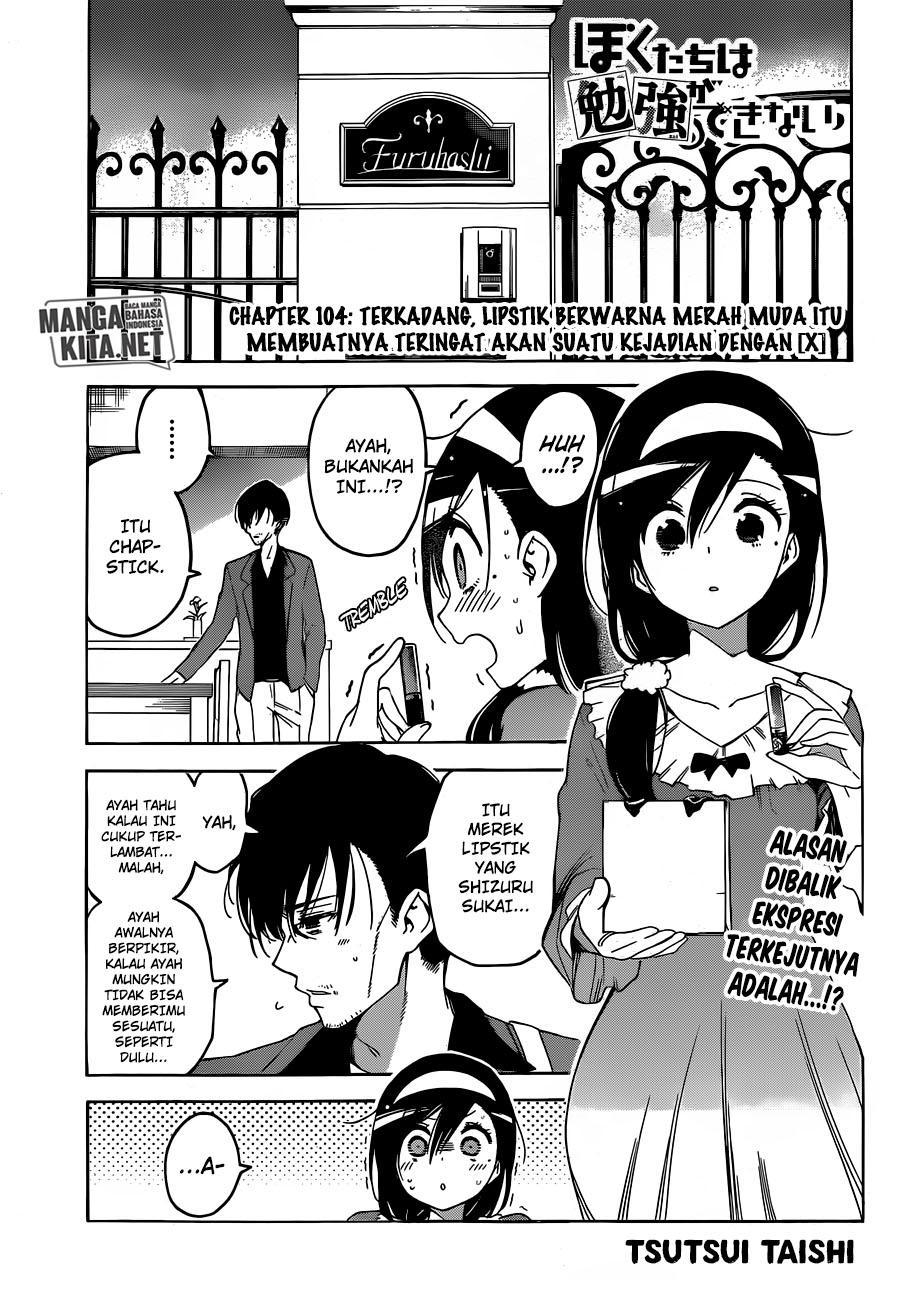 ぼくたちは
勉強が
できない
Furuhashi
MANGA
KITA.NET
BACA MANGA
BAHASA
INDONESIA
CHAPTER 104: TERKADANG, LIPSTIK BERWARNA MERAH MUDA ITU
MEMBUATNYA TERINGAT AKAN SUATU KEJADIAN DENGAN [X]
HUH
...!?
AYAH,
BUKANKAH
INI...!?
TREMBLE
......
ITU
CHAP-
STICK.
ALASAN
DIBALIK
EKSPRESI
TERKEJUTNYA
ADALAH...!?
ITU
MEREK
LIPSTIK
YANG
SHIZURU
SUKAI...
YAH,
AYAH TAHU
KALAU INI
CUKUP TER-
LAMBAT...
MALAH,
AYAH
AWALNYA
BERPIKIR,
KALAU AYAH
MUNGKIN
TIDAK BISA
MEMBERIMU
SESUATU,
SEPERTI
DULU...
...A-
TSUTSUI TAISHI